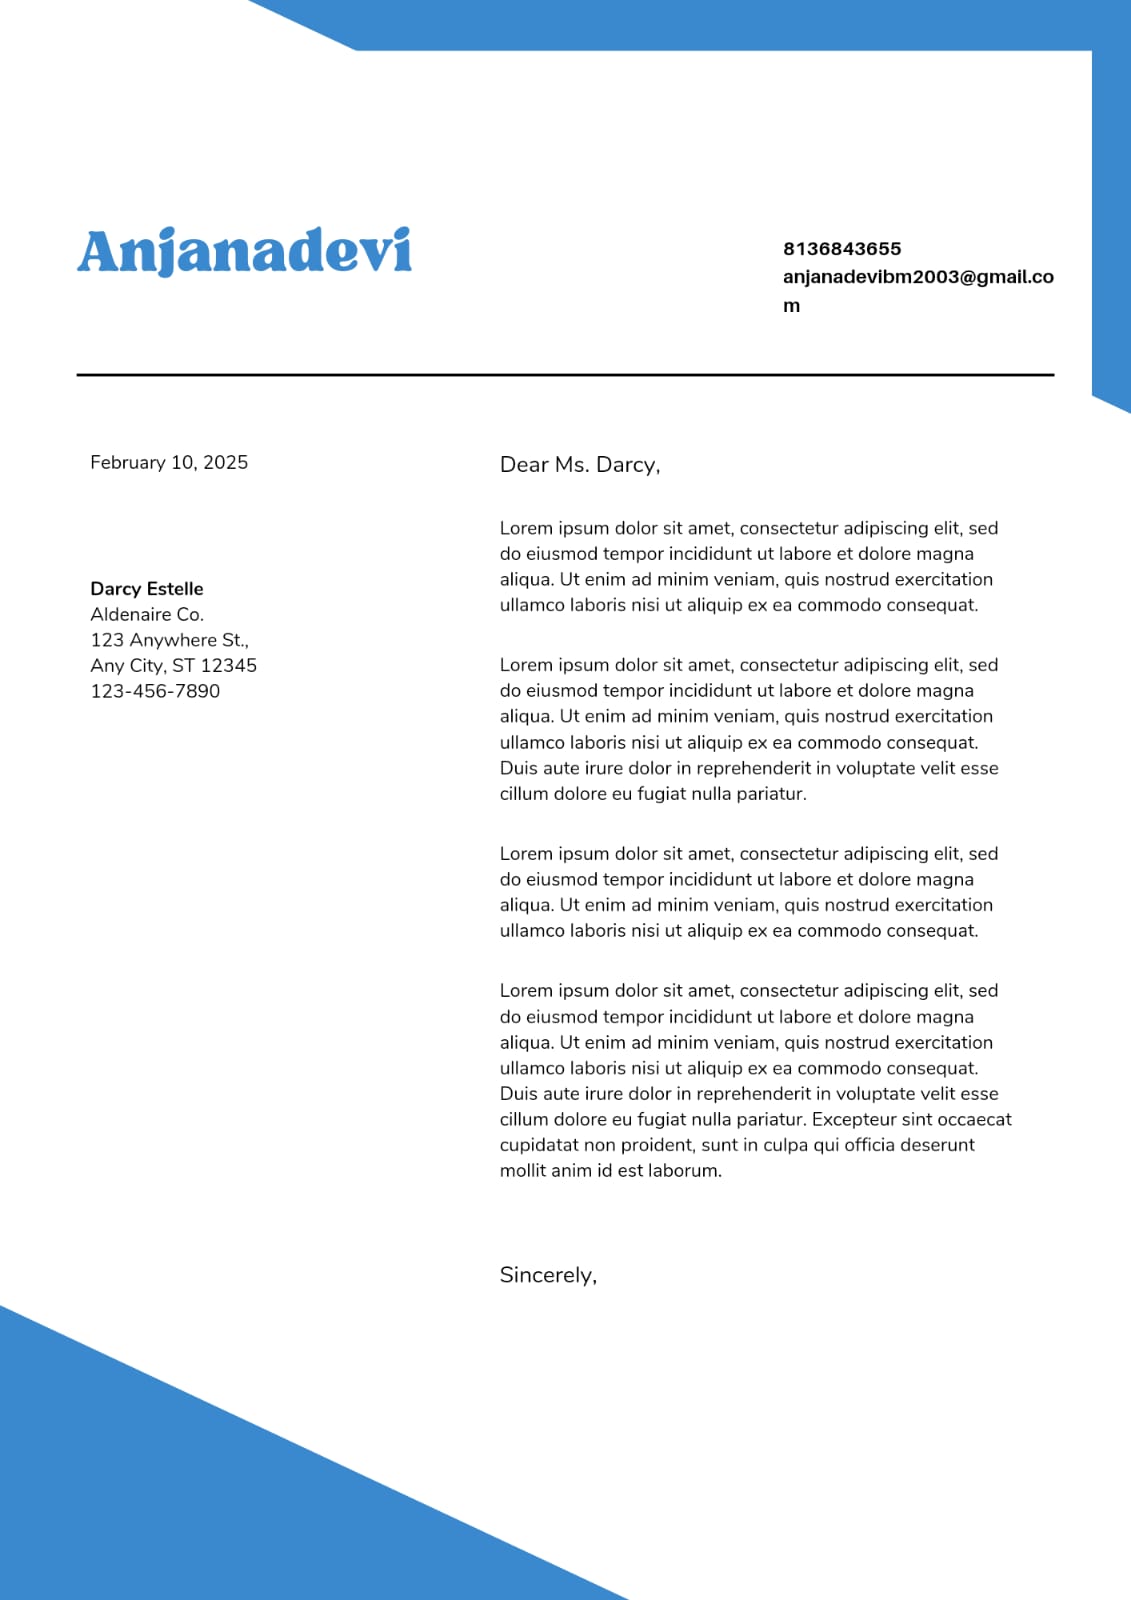 Anjanadevi
8136843655
anjanadevibm2003@gmail.co
m
February 10, 2025
Darcy Estelle
Aldenaire Co.
123 Anywhere St.,
Any City, ST 12345
123-456-7890
Dear Ms. Darcy,
Lorem ipsum dolor sit amet, consectetur adipiscing elit, sed
do eiusmod tempor incididunt ut labore et dolore magna
aliqua. Ut enim ad minim veniam, quis nostrud exercitation
ullamco laboris nisi ut aliquip ex ea commodo consequat.
Lorem ipsum dolor sit amet, consectetur adipiscing elit, sed
do eiusmod tempor incididunt ut labore et dolore magna
aliqua. Ut enim ad minim veniam, quis nostrud exercitation
ullamco laboris nisi ut aliquip ex ea commodo consequat.
Duis aute irure dolor in reprehenderit in voluptate velit esse
cillum dolore eu fugiat nulla pariatur.
Lorem ipsum dolor sit amet, consectetur adipiscing elit, sed
do eiusmod tempor incididunt ut labore et dolore magna
aliqua. Ut enim ad minim veniam, quis nostrud exercitation
ullamco laboris nisi ut aliquip ex ea commodo consequat.
Lorem ipsum dolor sit amet, consectetur adipiscing elit, sed
do eiusmod tempor incididunt ut labore et dolore magna
aliqua. Ut enim ad minim veniam, quis nostrud exercitation
ullamco laboris nisi ut aliquip ex ea commodo consequat.
Duis aute irure dolor in reprehenderit in voluptate velit esse
cillum dolore eu fugiat nulla pariatur. Excepteur sint occaecat
cupidatat non proident, sunt in culpa qui officia deserunt
mollit anim id est laborum.
Sincerely,